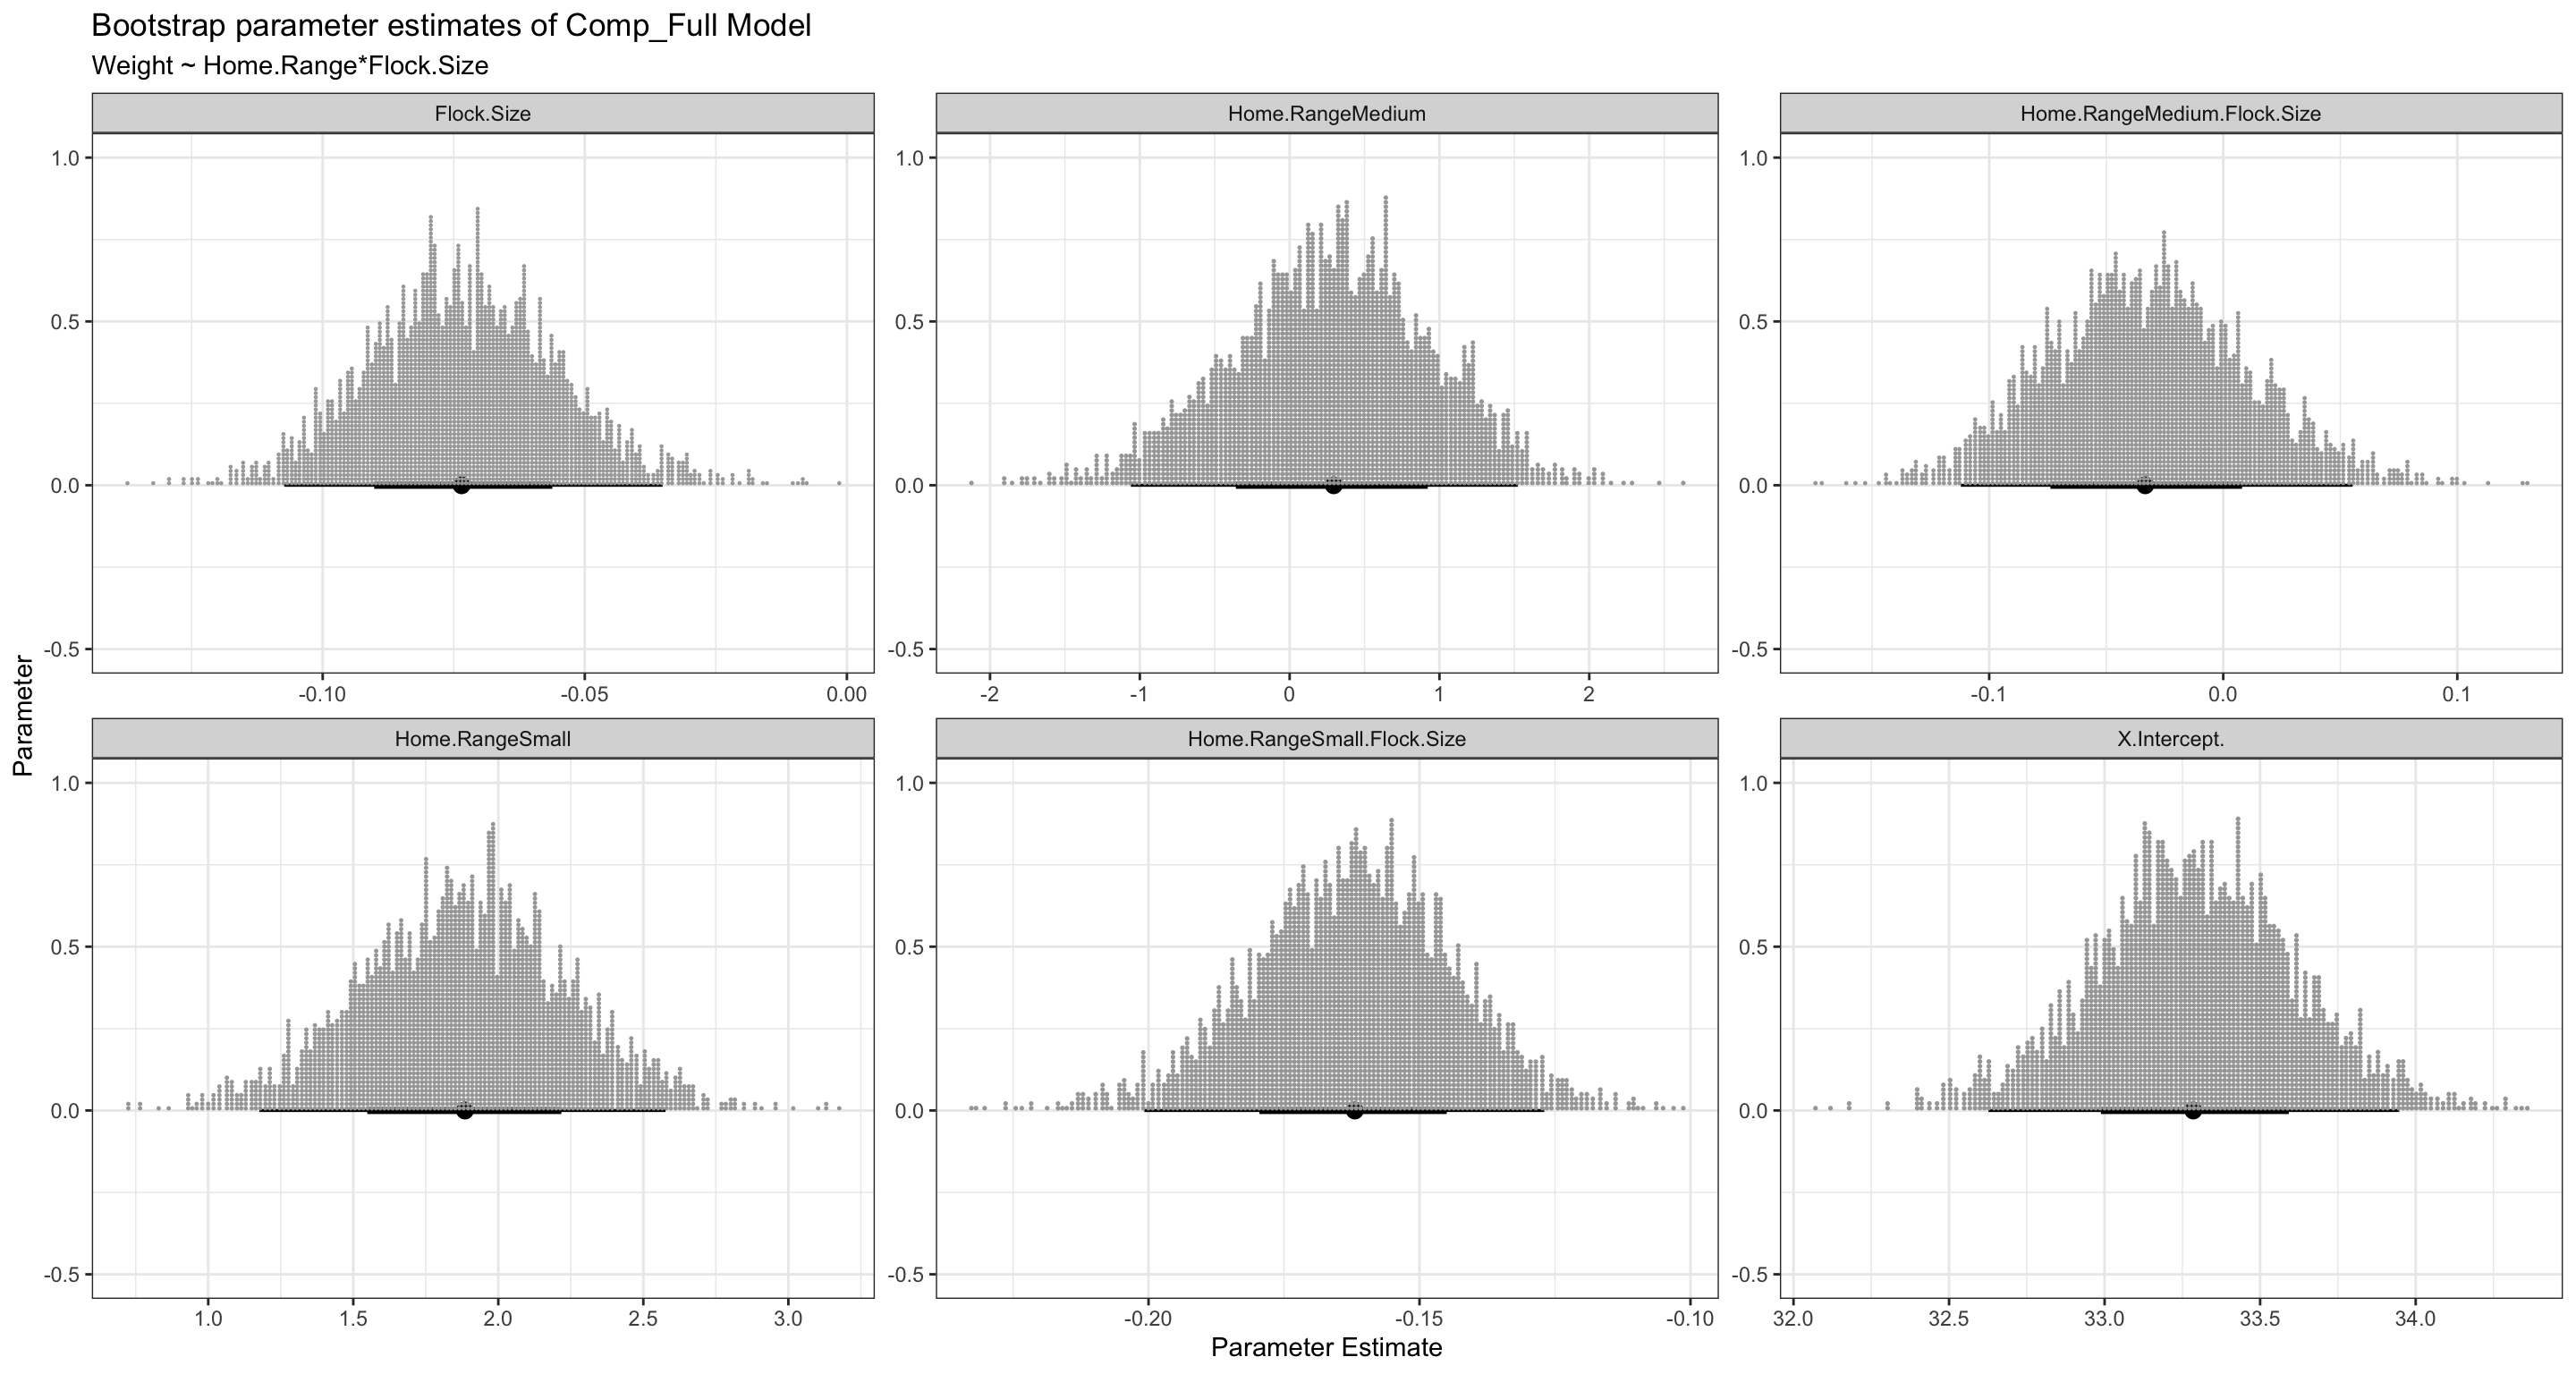 Bootstrap parameter estimates of Comp_Full Model
Weight ~ Home.Range*Flock.Size
Flock.Size
Home.RangeMedium
Home.RangeMedium.Flock.Size
1.0
0.5
0.0
-0.5
1.0
0.5
0.0
-0.5
1.0
0.5
0.0
-0.5
-0.10 -0.05 0.00
-2 -1 0 1 2
-0.1 0.0 0.1
Parameter
Home.RangeSmall
Home.RangeSmall.Flock.Size
X.Intercept.
1.0
0.5
0.0
-0.5
1.0
0.5
0.0
-0.5
1.0
0.5
0.0
-0.5
1.0 1.5 2.0 2.5 3.0
-0.20 -0.15 -0.10
32.0 32.5 33.0 33.5 34.0
Parameter Estimate